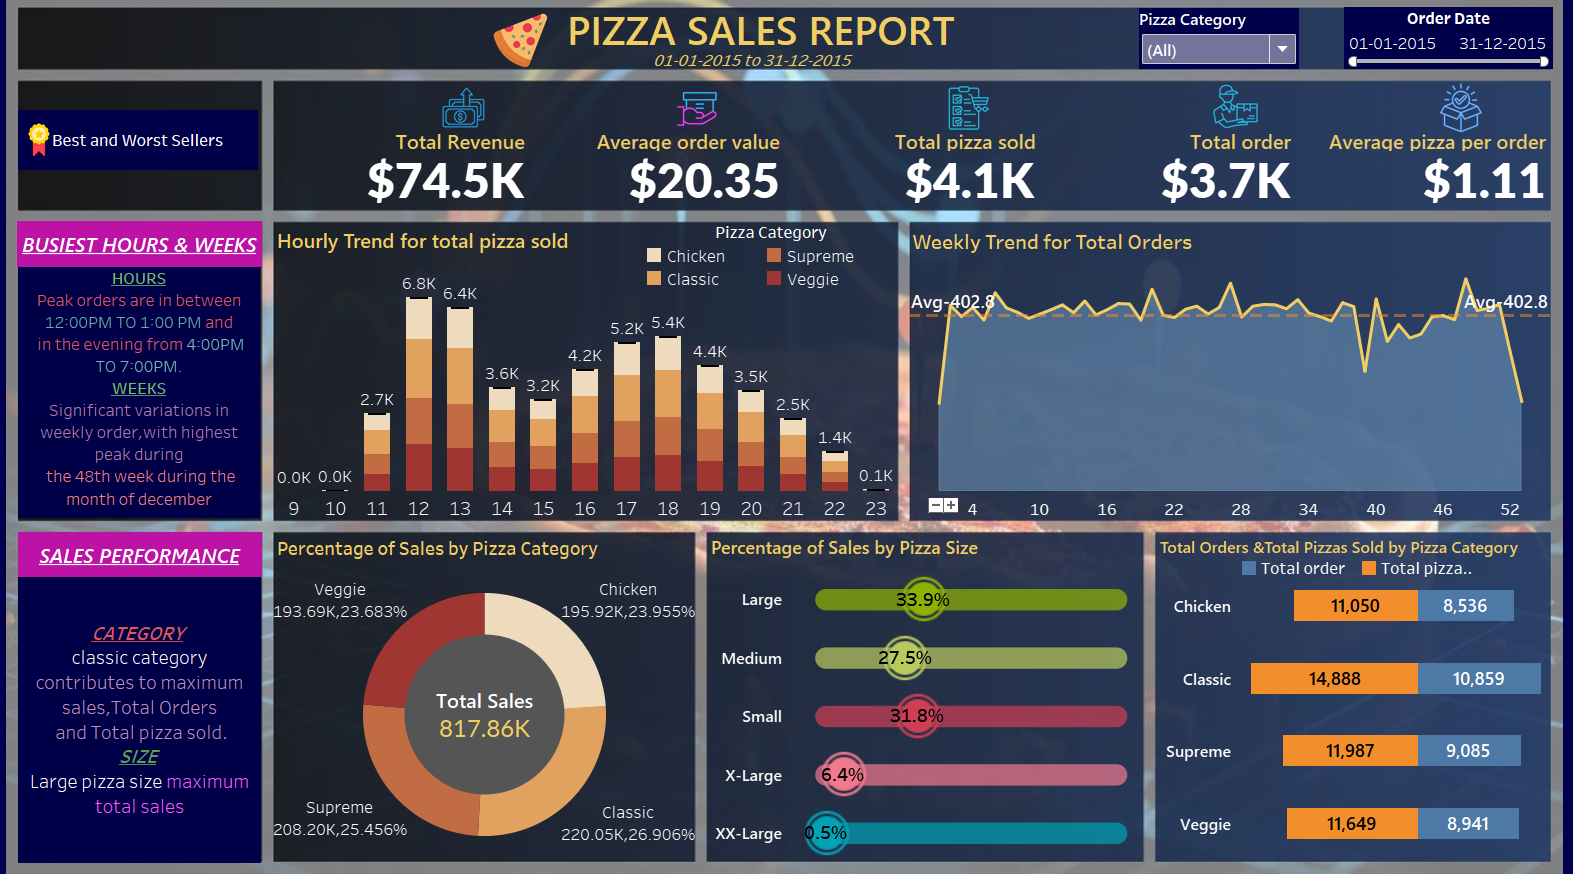 PIZZA SALES REPORT
01-01-2015 to 31-12-2015
Pizza Category
(All)
Order Date
01-01-2015 31-12-2015
Best and Worst Sellers
Total Revenue
$74.5K
Average order value
$20.35
Total pizza sold
$4.1K
Total order
$3.7K
Average pizza per order
$1.11
BUSIEST HOURS & WEEKS
HOURS
Peak orders are in between
12:00PM TO 1:00 PM and
in the evening from 4:00PM
TO 7:00PM.
WEEKS
Significant variations in
weekly order,with highest
peak during
the 48th week during the
month of december
Hourly Trend for total pizza sold
Pizza Category
Chicken Supreme
Classic Veggie
0.0K 0.0K 2.7K 6.8K 6.4K 3.6K 3.2K 4.2K 5.2K 5.4K 4.4K 3.5K 2.5K 1.4K 0.1K
9 10 11 12 13 14 15 16 17 18 19 20 21 22 23
Weekly Trend for Total Orders
Avg-402.8 Avg-402.8
4 10 16 22 28 34 40 46 52
SALES PERFORMANCE
CATEGORY
classic category
contributes to maximum
sales,Total Orders
and Total pizza sold.
SIZE
Large pizza size maximum
total sales
Percentage of Sales by Pizza Category
Veggie
193.69K,23.683%
Chicken
195.92K,23.955%
Total Sales
817.86K
Supreme
208.20K,25.456%
Classic
220.05K,26.906%
Percentage of Sales by Pizza Size
Large 33.9%
Medium 27.5%
Small 31.8%
X-Large 6.4%
XX-Large 0.5%
Total Orders &Total Pizzas Sold by Pizza Category
Total order Total pizza..
Chicken 11,050 8,536
Classic 14,888 10,859
Supreme 11,987 9,085
Veggie 11,649 8,941